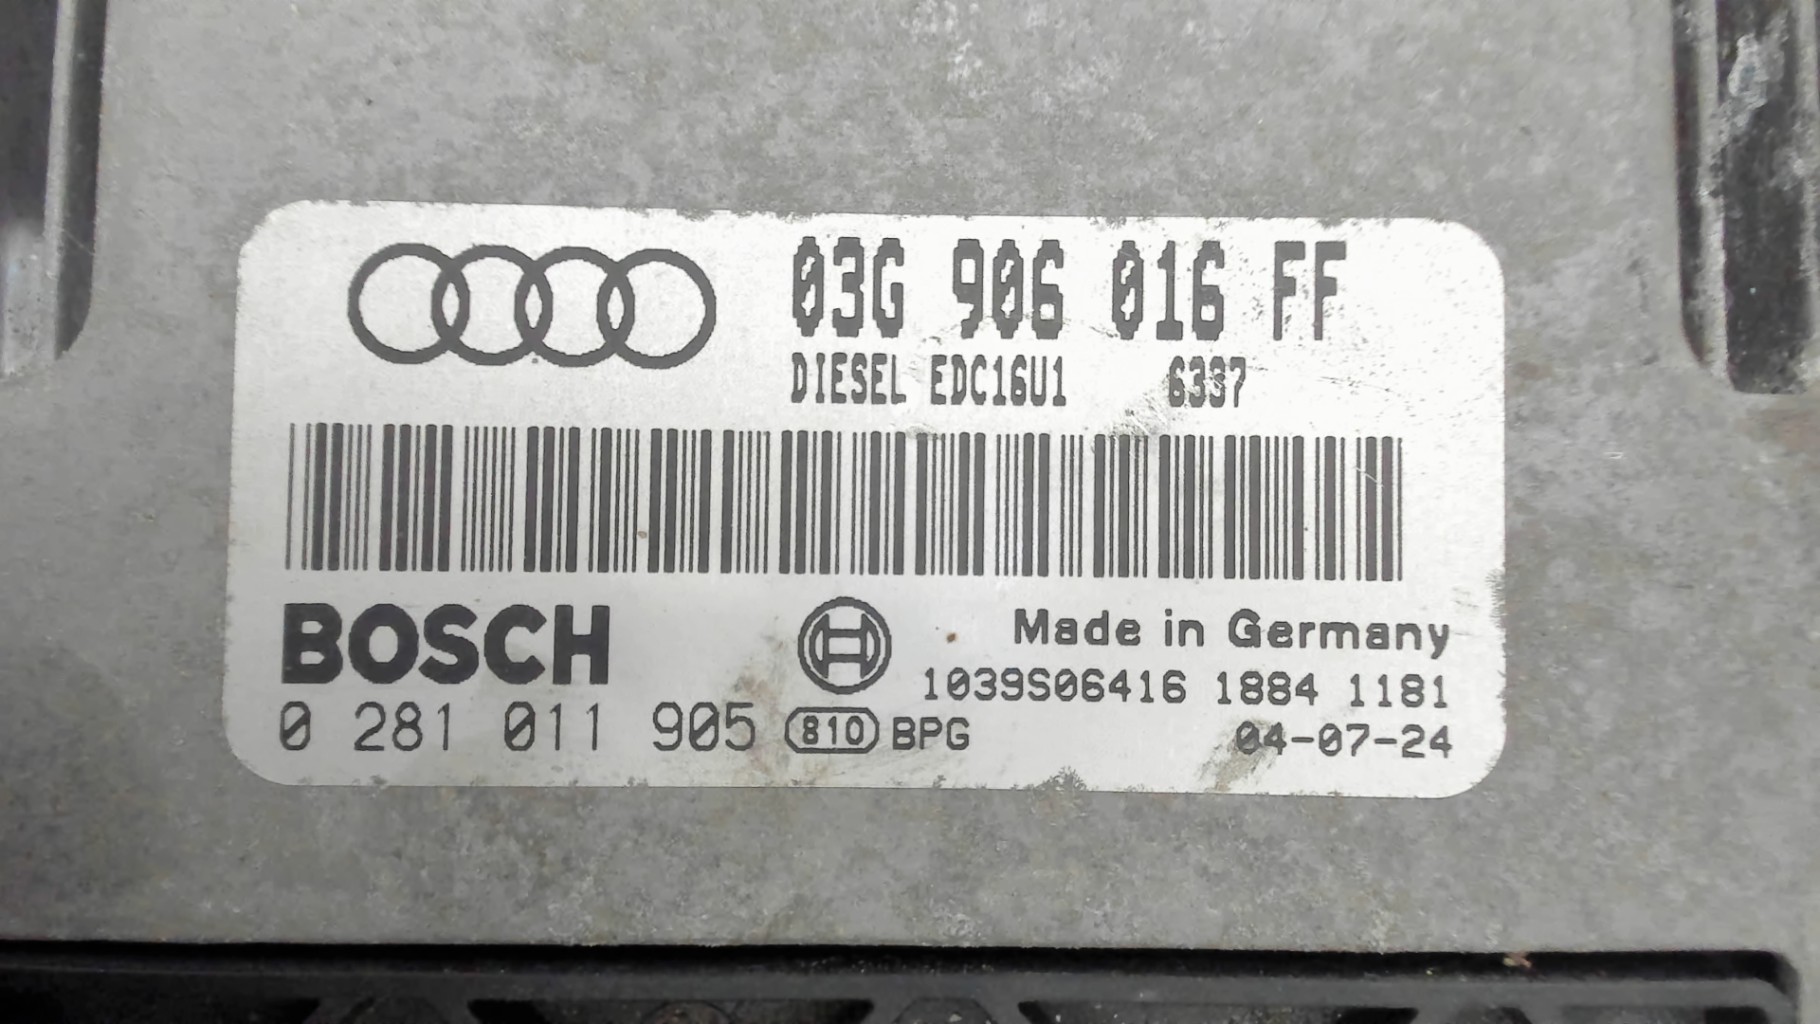 03G 906 016 FF
DIESEL EDC16U1 6337
BOSCH
Made in Germany
1039S06416 1884 1181
0 281 011 905 810 BPG
04-07-24